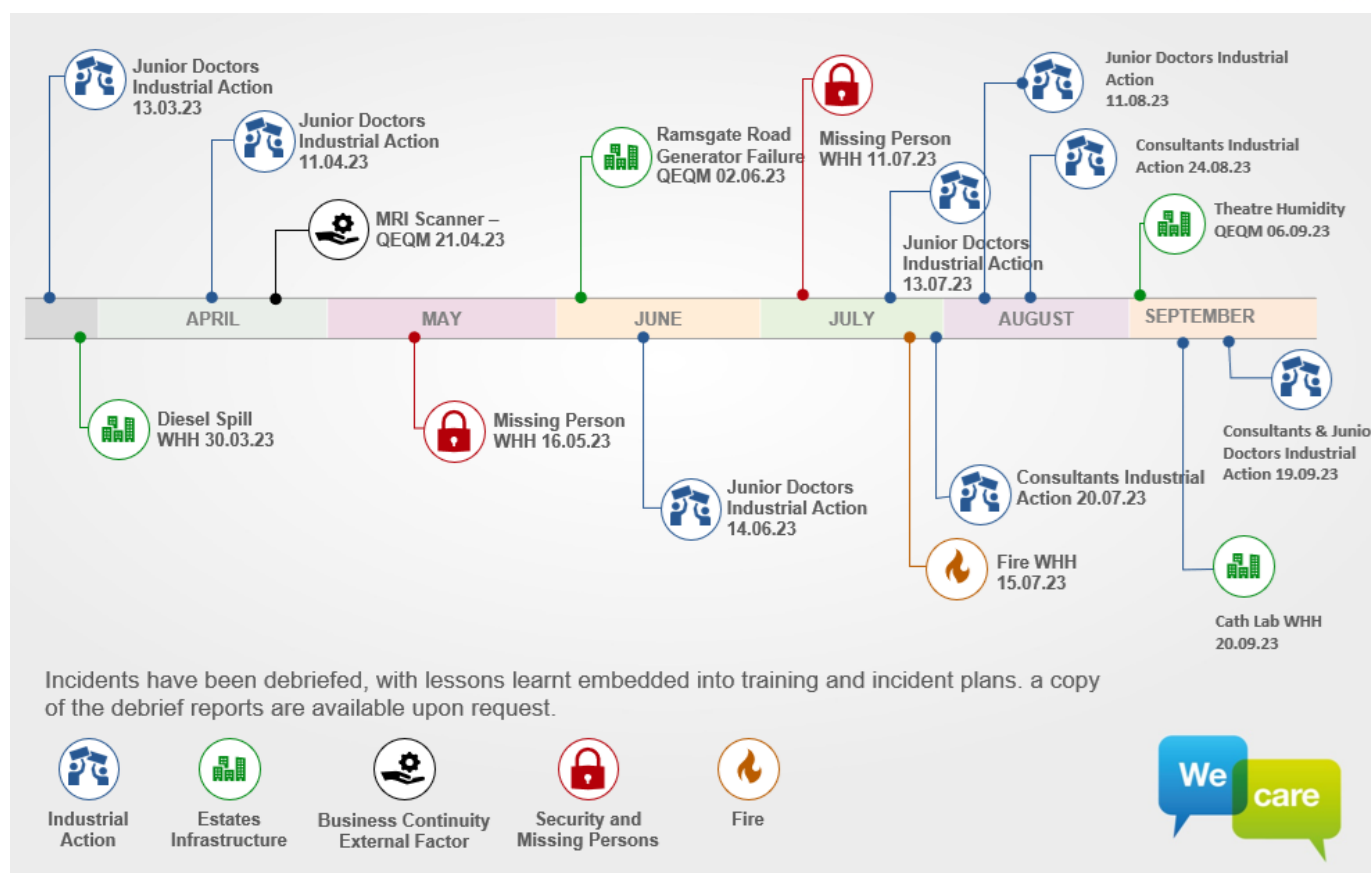 Junior Doctors
Industrial Action
13.03.23
Junior Doctors
Industrial Action
11.04.23
MRI Scanner –
QEQM 21.04.23
Ramsgate Road
Generator Failure
QEQM 02.06.23
Missing Person
WHH 11.07.23
Junior Doctors
Industrial Action
13.07.23
Junior Doctors Industrial
Action
11.08.23
Consultants Industrial
Action 24.08.23
Theatre Humidity
QEQM 06.09.23
APRIL
MAY
JUNE
JULY
AUGUST
SEPTEMBER
Diesel Spill
WHH 30.03.23
Missing Person
WHH 16.05.23
Junior Doctors
Industrial Action
14.06.23
Consultants Industrial
Action 20.07.23
Fire WHH
15.07.23
Consultants & Junio
Doctors Industrial
Action 19.09.23
Cath Lab WHH
20.09.23
Incidents have been debriefed, with lessons learnt embedded into training and incident plans. a copy
of the debrief reports are available upon request.
Industrial
Action
Estates
Infrastructure
Business Continuity
External Factor
Security and
Missing Persons
Fire
We
care